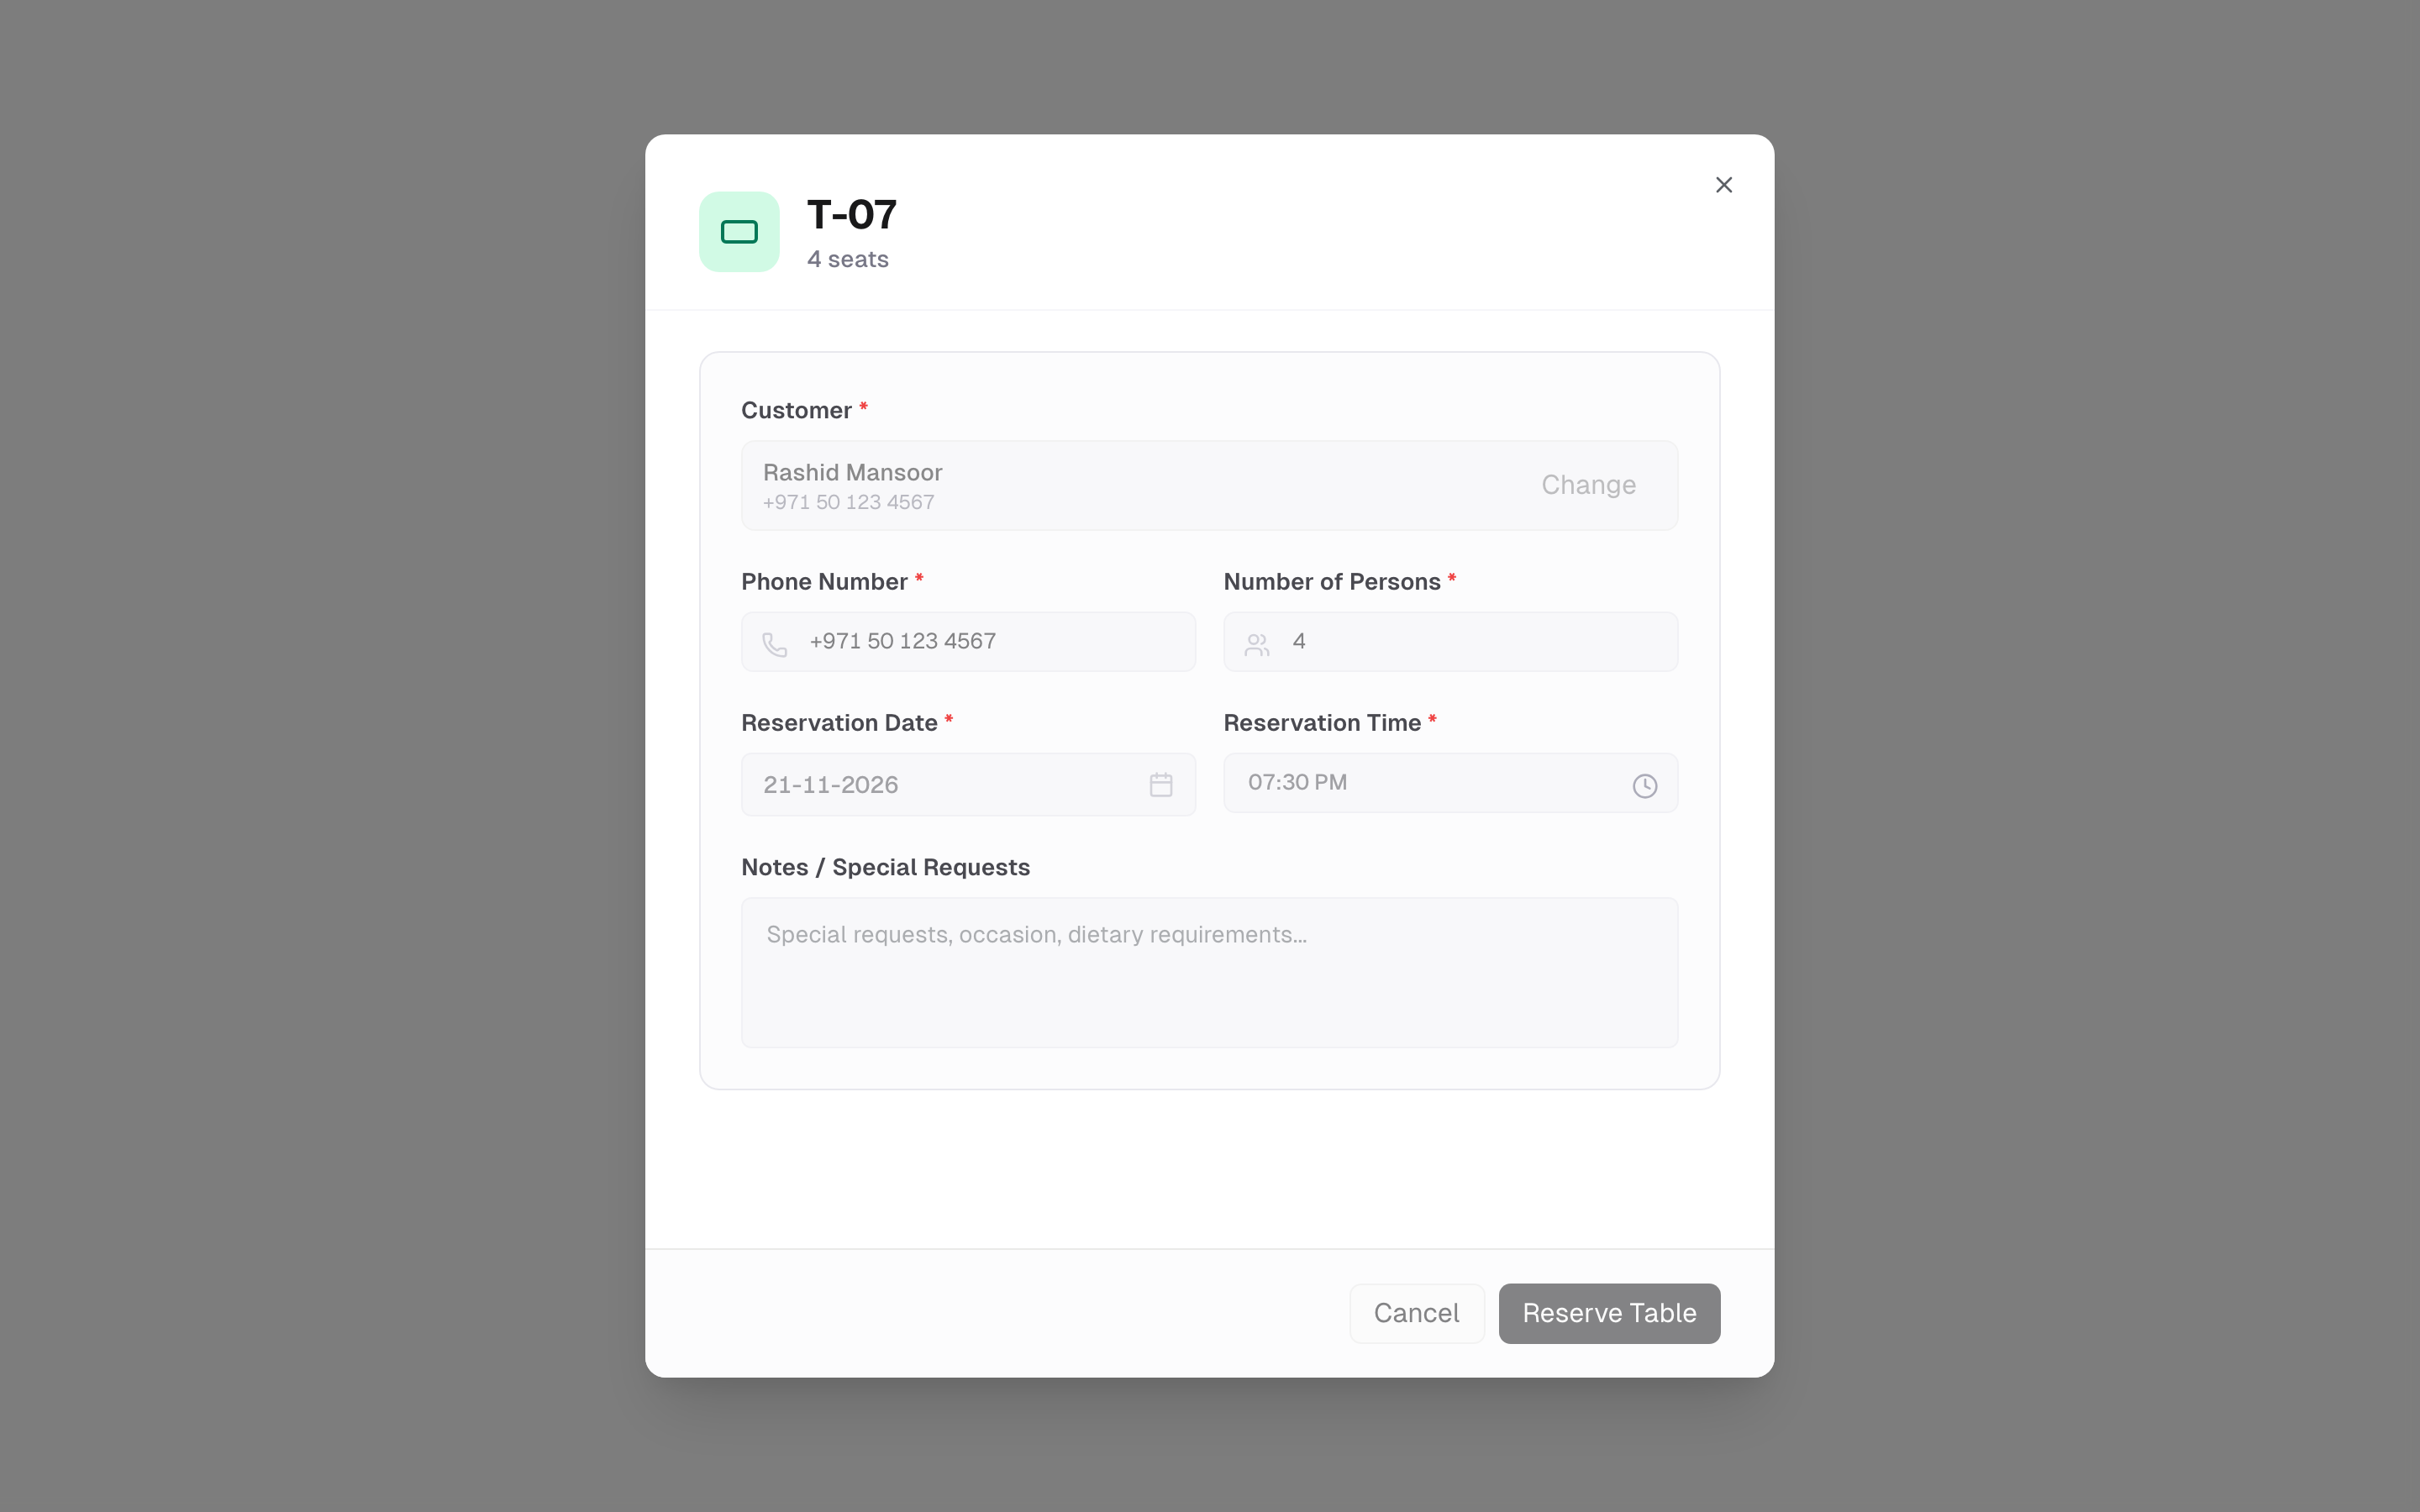 T-07
4 seats
Customer *
Rashid Mansoor
+971 50 123 4567
Change
Phone Number *
Number of Persons *
+971 50 123 4567
4
Reservation Date *
Reservation Time *
21-11-2026
07:30 PM
Notes / Special Requests
Special requests, occasion, dietary requirements...
Cancel
Reserve Table